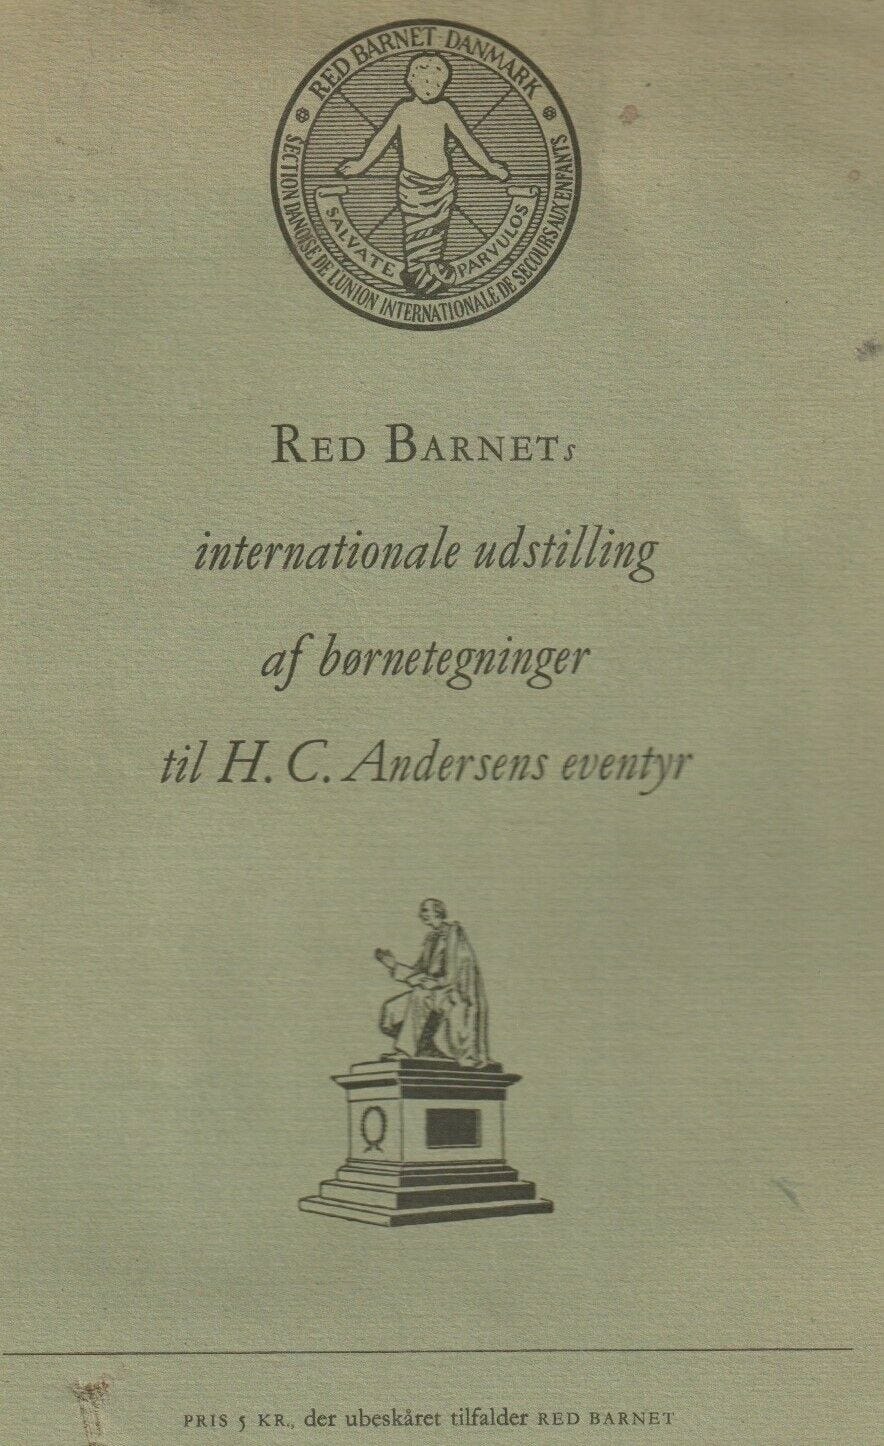 RED BARNET DANMARK
SECTION DANOISE DE L'UNION INTERNATIONALE DE SECOURS AUX ENFANTS
SALVATE PARVULOS
RED BARNETs
internationale udstilling
af børnetegninger
til H. C. Andersens eventyr
PRIS 5 KR., der ubeskåret tilfalder RED BARNET